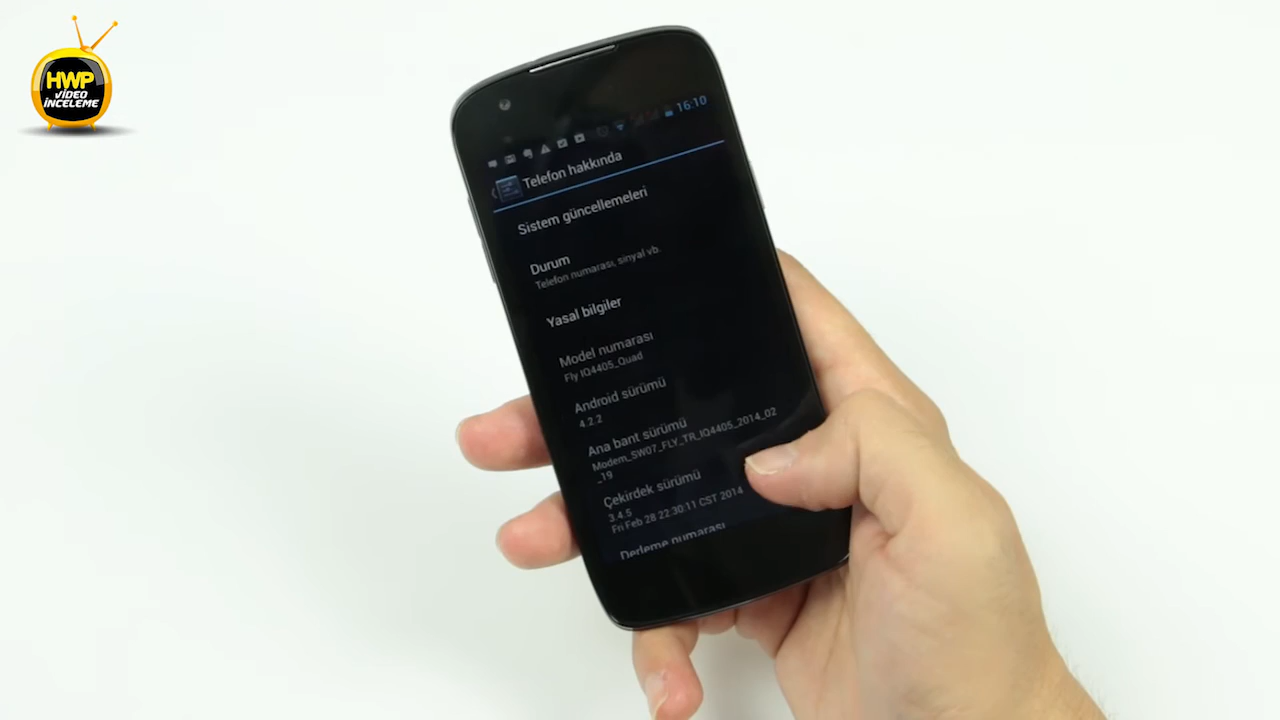 HWP
VİDEO
İNCELEME
16:10
Telefon hakkında
Sistem güncellemeleri
Durum
Telefon numarası, sinyal vb.
Yasal bilgiler
Model numarası
Fly IQ4405_Quad
Android sürümü
4.2.2
Ana bant sürümü
Modem_SW07_FLY_TR_IQ4405_2014_02
_19
Çekirdek sürümü
3.4.5
Fri Feb 28 22:30:11 CST 2014
Derleme numarası